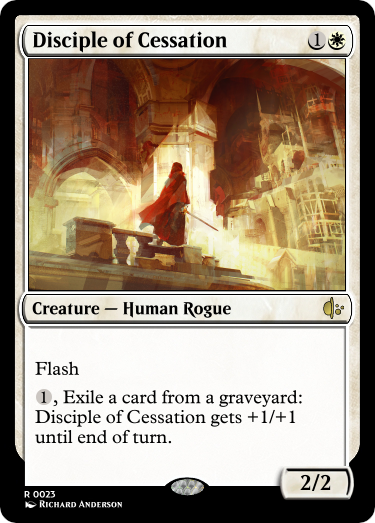 Disciple of Cessation 1
Creature — Human Rogue
Flash
1, Exile a card from a graveyard:
Disciple of Cessation gets +1/+1
until end of turn.
2/2
R 0023
Richard Anderson